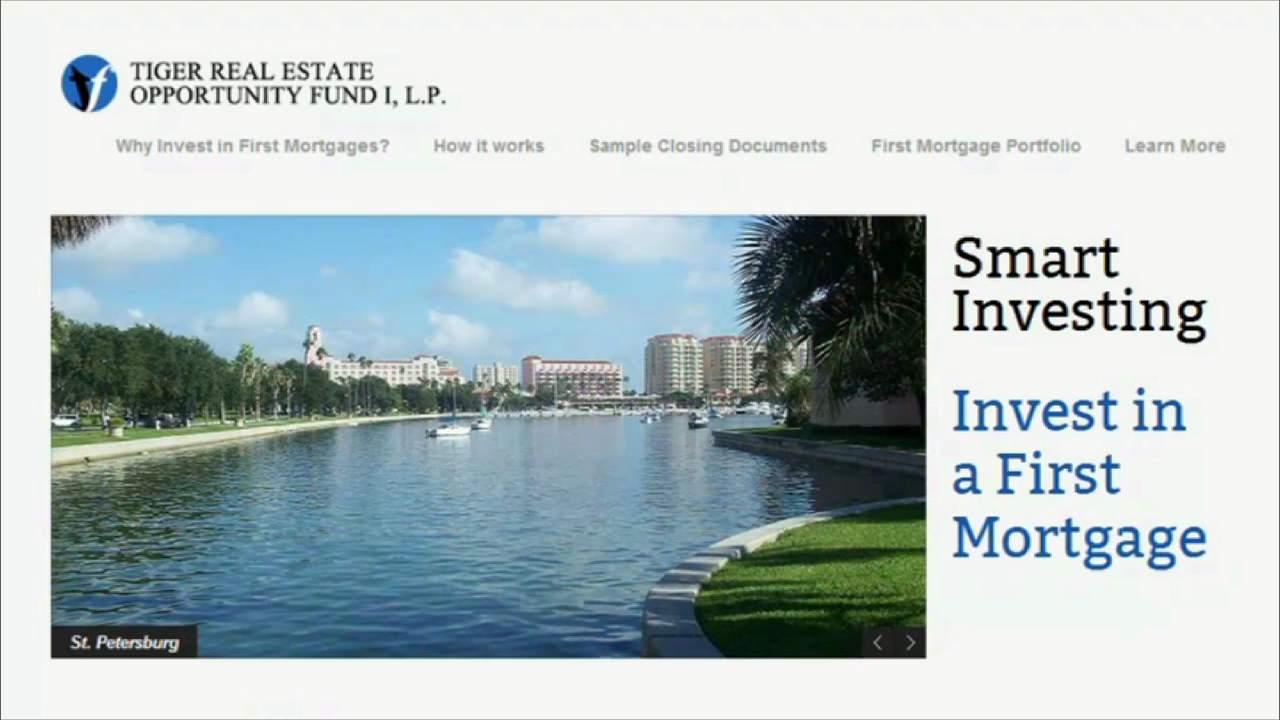 TIGER REAL ESTATE
OPPORTUNITY FUND I, L.P.
Why Invest in First Mortgages? How it works Sample Closing Documents First Mortgage Portfolio Learn More
Smart
Investing
Invest in
a First
Mortgage
St. Petersburg